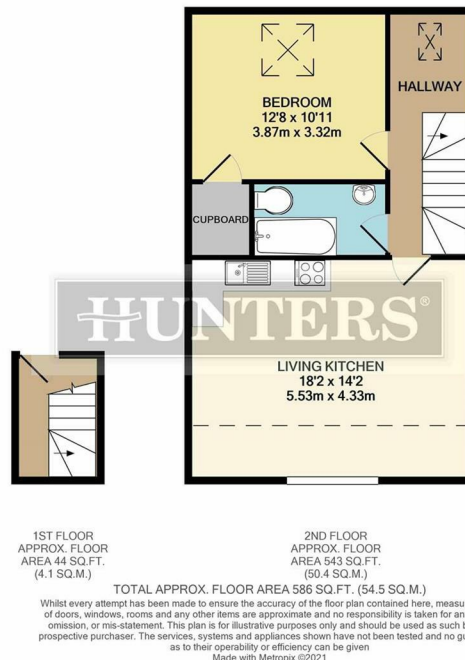 BEDROOM
12'8 x 10'11
3.87m x 3.32m
HALLWAY
CUPBOARD
HUNTERS®
LIVING KITCHEN
18'2 x 14'2
5.53m x 4.33m
1ST FLOOR
APPROX. FLOOR
AREA 44 SQ.FT.
(4.1 SQ.M.)
2ND FLOOR
APPROX. FLOOR
AREA 543 SQ.FT.
(50.4 SQ.M.)
TOTAL APPROX. FLOOR AREA 586 SQ.FT. (54.5 SQ.M.)
Whilst every attempt has been made to ensure the accuracy of the floor plan contained here, measu
of doors, windows, rooms and any other items are approximate and no responsibility is taken for an
omission, or mis-statement. This plan is for illustrative purposes only and should be used as such b
prospective purchaser. The services, systems and appliances shown have not been tested and no gu
as to their operability or efficiency can be given
Made with Metropix ©2021